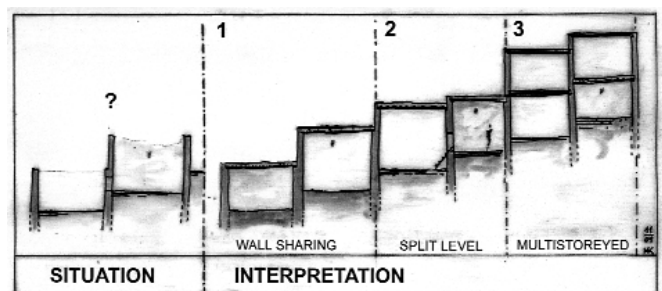 1
2
3
?
WALL SHARING
SPLIT LEVEL
MULTISTOREYED
SITUATION
INTERPRETATION